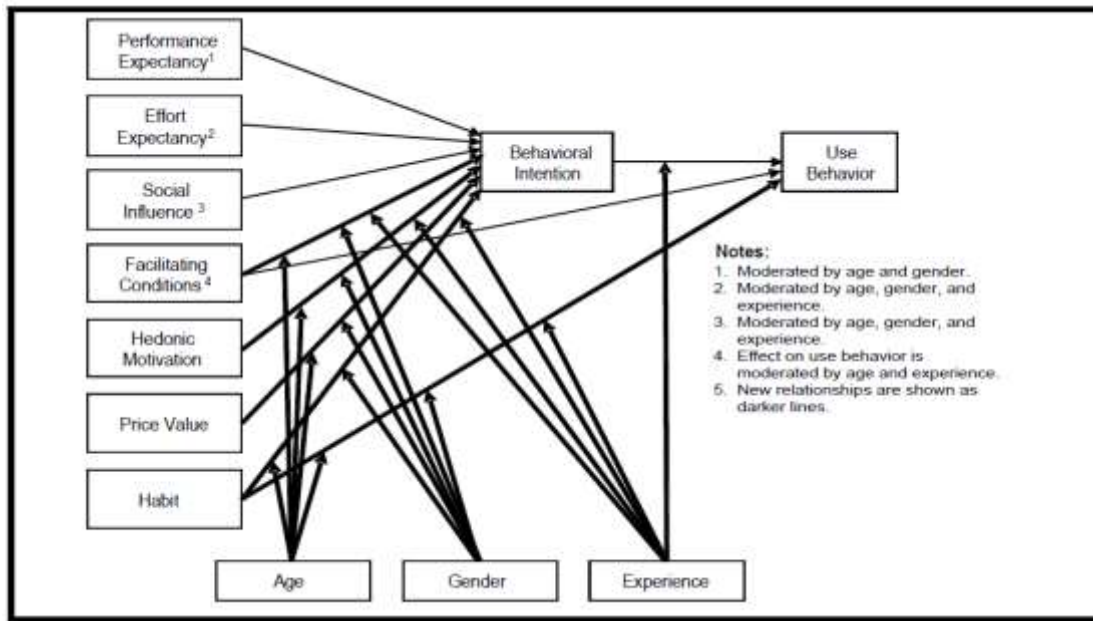 Performance
Expectancy1
Effort
Expectancy2
Social
Influence 3
Facilitating
Conditions 4
Hedonic
Motivation
Price Value
Habit
Behavioral
Intention
Use
Behavior
Notes:
1. Moderated by age and gender.
2. Moderated by age, gender, and
experience.
3. Moderated by age, gender, and
experience.
4. Effect on use behavior is
moderated by age and experience.
5. New relationships are shown as
darker lines.
Age
Gender
Experience